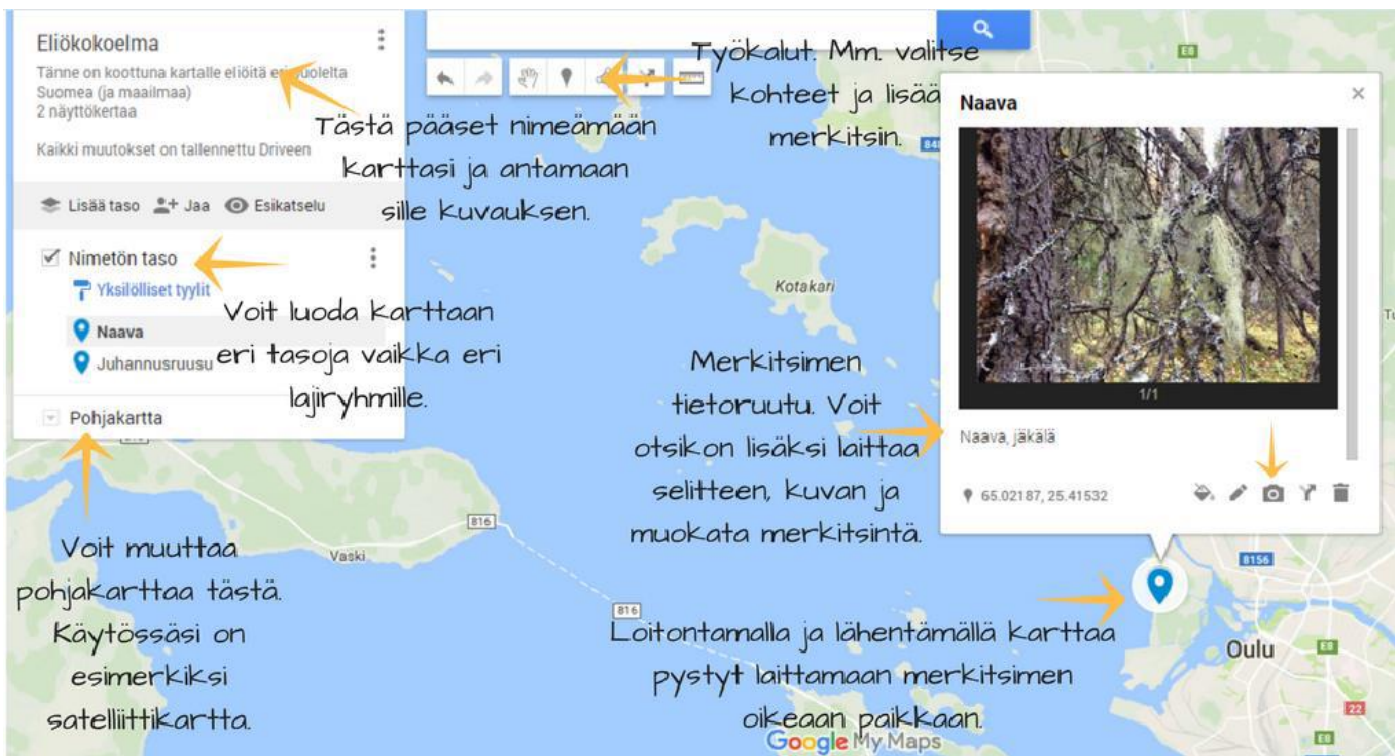 Eliökokoelma
Tänne on koottuna kartalle eliöitä eri puolelta
Suomea (ja maailmaa)
2 näyttökertaa
Kaikki muutokset on tallennettu Driveen
Lisää taso Jaa Esikatselu
Nimetön taso
Yksilölliset tyylit
Naava
Juhannusruusu
Pohjakartta
Tästä pääset nimeämään
karttasi ja antamaan
sille kuvauksen.
Voit luoda karttaan
eri tasoja vaikka eri
lajiryhmille.
Voit muuttaa
pohjakarttaa tästä.
Käytössäsi on
esimerkiksi
satelliittikartta.
Työkalut. Mm. valitse
kohteet ja lisää
merkitsin.
Merkitsimen
tietoruutu. Voit
otsikon lisäksi laittaa
selitteen, kuvan ja
muokata merkitsintä.
Loitontamalla ja lähentämällä karttaa
pystyt laittamaan merkitsimen
oikeaan paikkaan.
Naava
1/1
Naava, jäkälä
65.02187, 25.41532
E8
Kotakari
816
Vaski
816
8156
Oulu
E8
22
E8
Google My Maps